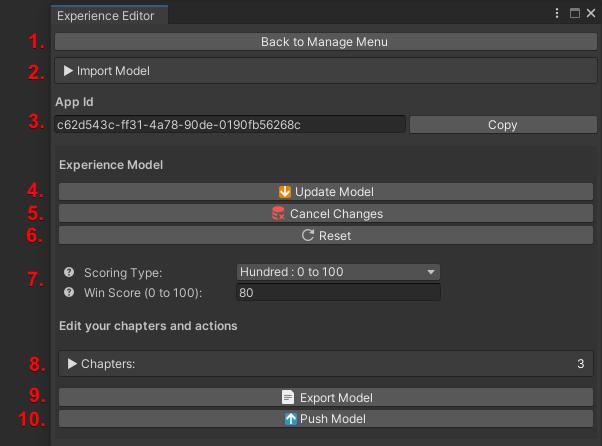 Experience Editor
1. Back to Manage Menu
2. Import Model
App Id
3. c62d543c-ff31-4a78-90de-0190fb56268c Copy
Experience Model
4. Update Model
5. Cancel Changes
6. Reset
7.
Scoring Type: Hundred : 0 to 100
Win Score (0 to 100): 80
Edit your chapters and actions
8. Chapters: 3
9. Export Model
10. Push Model